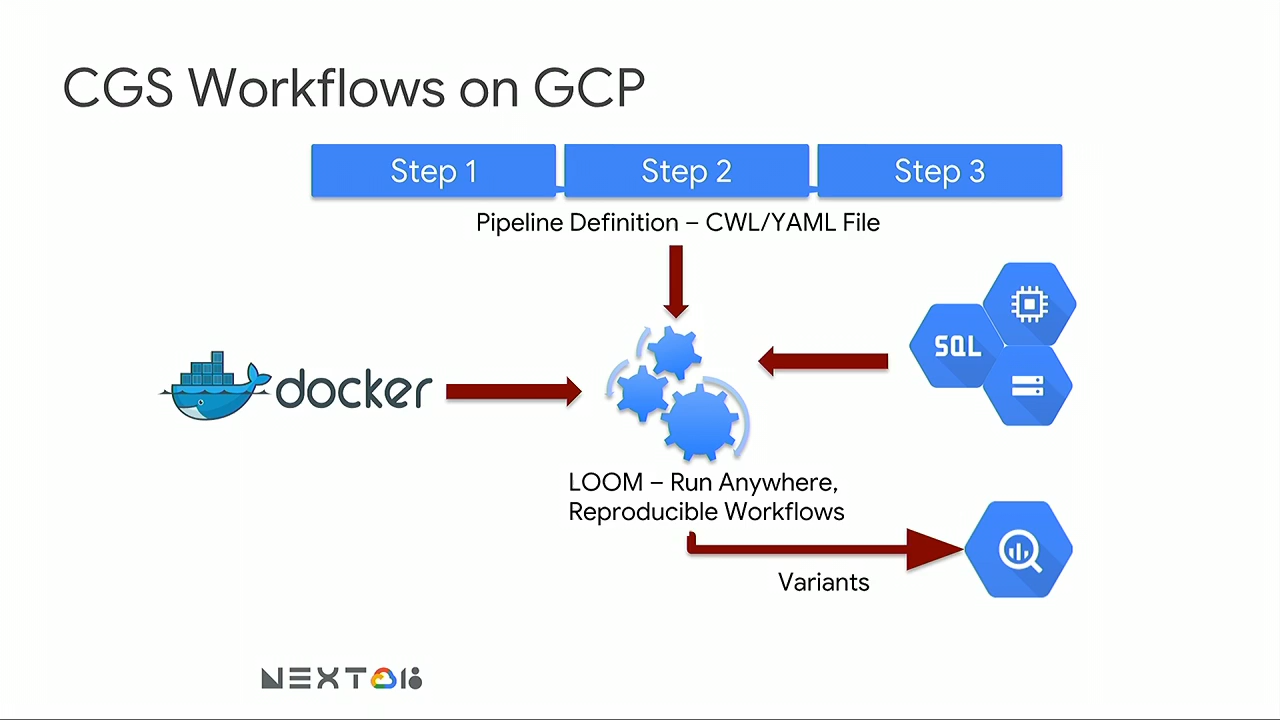 CGS Workflows on GCP
Step 1
Step 2
Step 3
Pipeline Definition – CWL/YAML File
SQL
docker
LOOM – Run Anywhere,
Reproducible Workflows
Variants
NEXT18